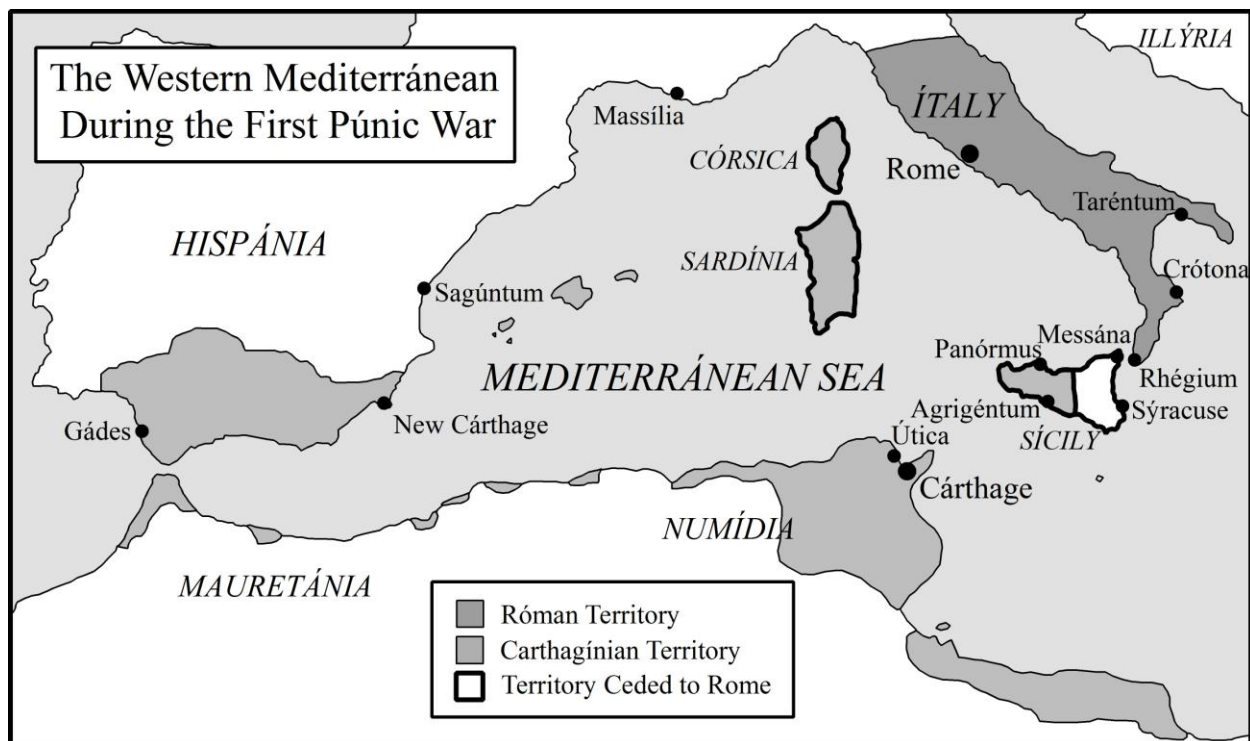 The Western Mediterránean
During the First Púnic War
ILLÝRIA
ÍTALY
Massília
CÓRSICA
Rome
Taréntum
HISPÁNIA
SARDÍNIA
Crótona
Sagúntum
Messána
Panórmus
MEDITERRÁNEAN SEA
Rhégium
Agrigéntum
Sýracuse
New Cárthage
Gádes
SÍCILY
Útica
Cárthage
NUMÍDIA
MAURETÁNIA
Róman Territory
Carthagínian Territory
Territory Ceded to Rome